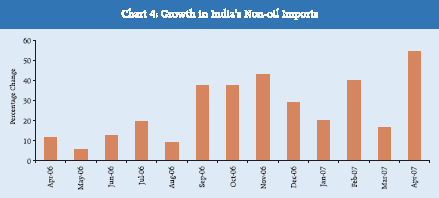 Chart 4: Growth in India's Non-oil Imports
Percentage Change
60
50
40
30
20
10
0
Apr-06
May-06
Jun-06
Jul-06
Aug-06
Sep-06
Oct-06
Nov-06
Dec-06
Jan-07
Feb-07
Mar-07
Apr-07